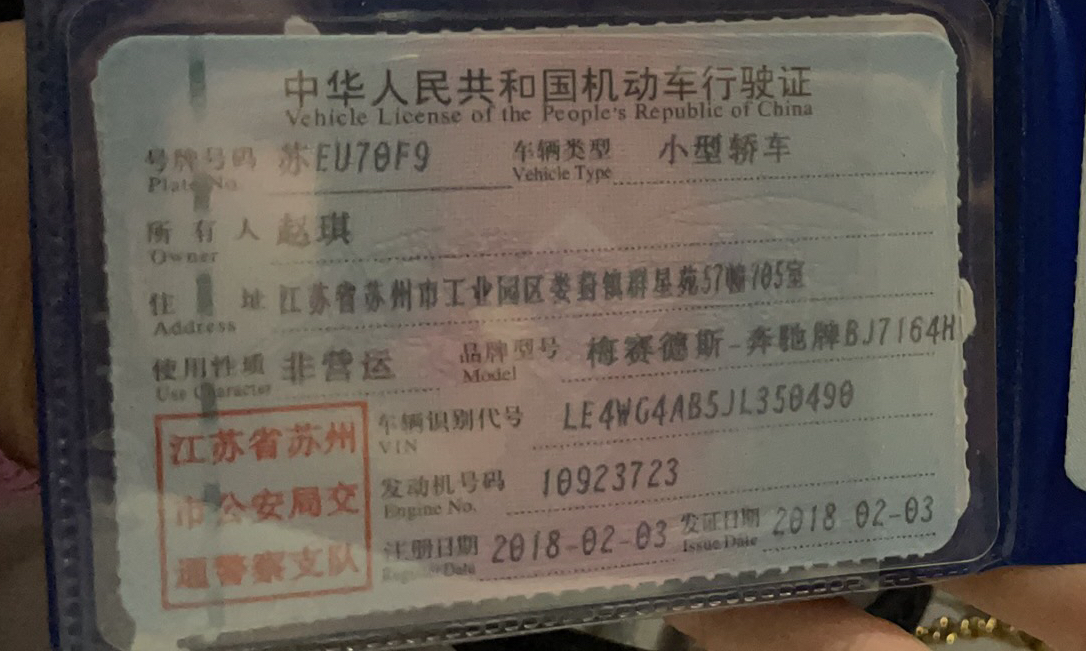 中华人民共和国机动车行驶证
Vehicle License of the People's Republic of China
号牌号码 苏EU70F9 车辆类型 小型轿车
Plate No. Vehicle Type
所有人 赵琪
Owner
住址 江苏省苏州市工业园区娄葑镇群星苑57幢705室
Address
使用性质 非营运 品牌型号 梅赛德斯-奔驰牌BJ7164H
Use Character Model
车辆识别代号 LE4WG4AB5JL350490
VIN
发动机号码 10923723
Engine No.
注册日期 2018-02-03 发证日期 2018 02-03
Register Date Issue Date
江苏省苏州
市公安局交
通警察支队